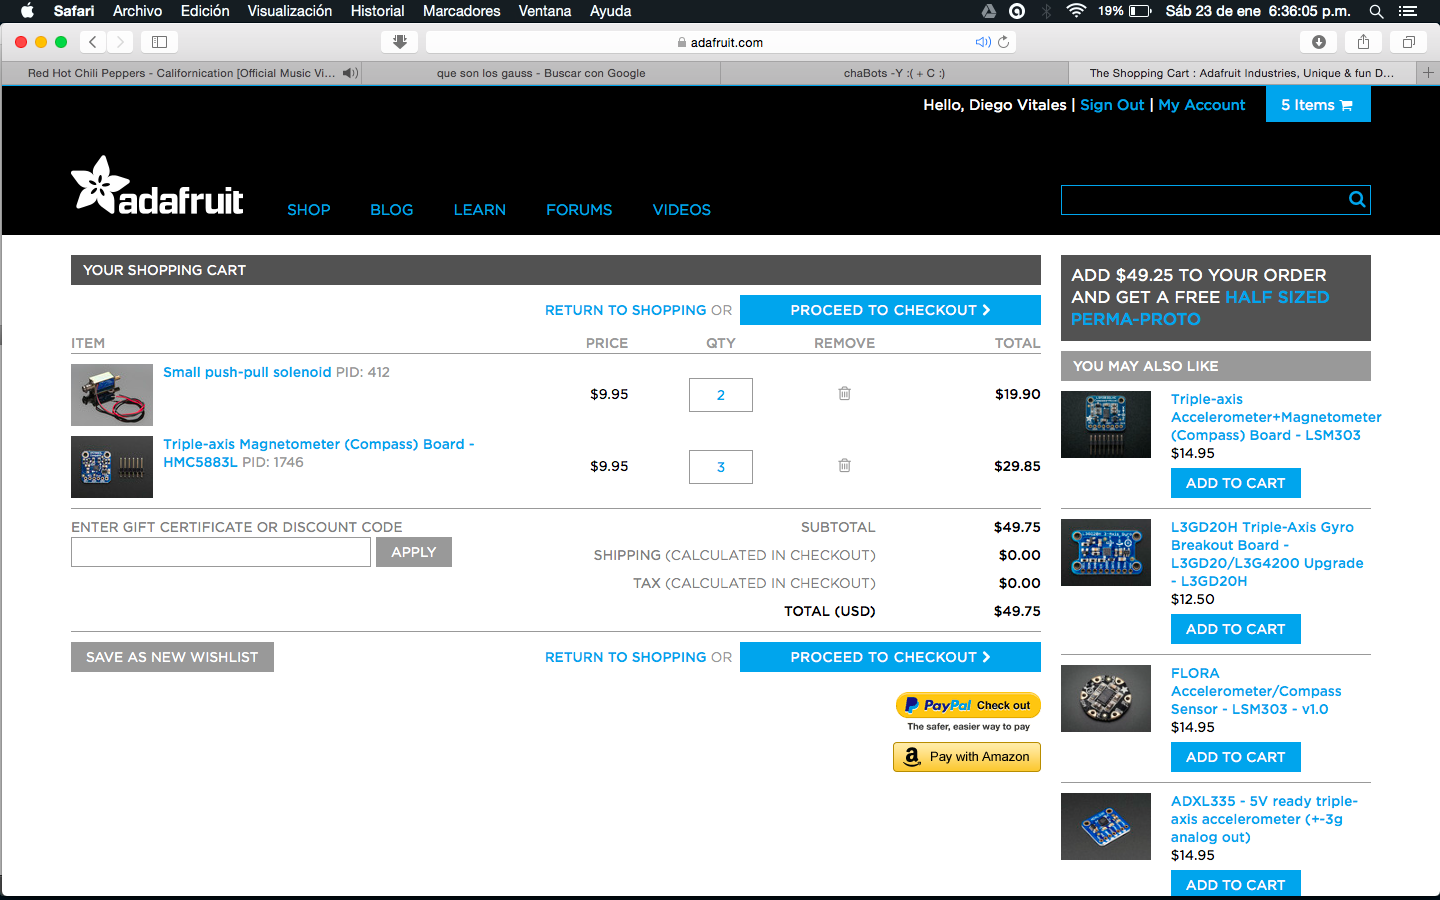 Safari Archivo Edición Visualización Historial Marcadores Ventana Ayuda 19% Sáb 23 de ene 6:36:05 p.m.
adafruit.com
Red Hot Chili Peppers - Californication [Official Music Vi... que son los gauss - Buscar con Google chaBots -Y :( + C :) The Shopping Cart : Adafruit Industries, Unique & fun D...
Hello, Diego Vitales | Sign Out | My Account 5 Items
adafruit SHOP BLOG LEARN FORUMS VIDEOS
YOUR SHOPPING CART
RETURN TO SHOPPING OR PROCEED TO CHECKOUT
ITEM PRICE QTY REMOVE TOTAL
Small push-pull solenoid PID: 412
$9.95 2 $19.90
Triple-axis Magnetometer (Compass) Board -
HMC5883L PID: 1746
$9.95 3 $29.85
ENTER GIFT CERTIFICATE OR DISCOUNT CODE
APPLY
SUBTOTAL $49.75
SHIPPING (CALCULATED IN CHECKOUT) $0.00
TAX (CALCULATED IN CHECKOUT) $0.00
TOTAL (USD) $49.75
SAVE AS NEW WISHLIST RETURN TO SHOPPING OR PROCEED TO CHECKOUT
PayPal Check out
The safer, easier way to pay
a Pay with Amazon
ADD $49.25 TO YOUR ORDER
AND GET A FREE HALF SIZED
PERMA-PROTO
YOU MAY ALSO LIKE
Triple-axis
Accelerometer+Magnetometer
(Compass) Board - LSM303
$14.95
ADD TO CART
L3GD20H Triple-Axis Gyro
Breakout Board -
L3GD20/L3G4200 Upgrade
- L3GD20H
$12.50
ADD TO CART
FLORA
Accelerometer/Compass
Sensor - LSM303 - v1.0
$14.95
ADD TO CART
ADXL335 - 5V ready triple-
axis accelerometer (+-3g
analog out)
$14.95
ADD TO CART